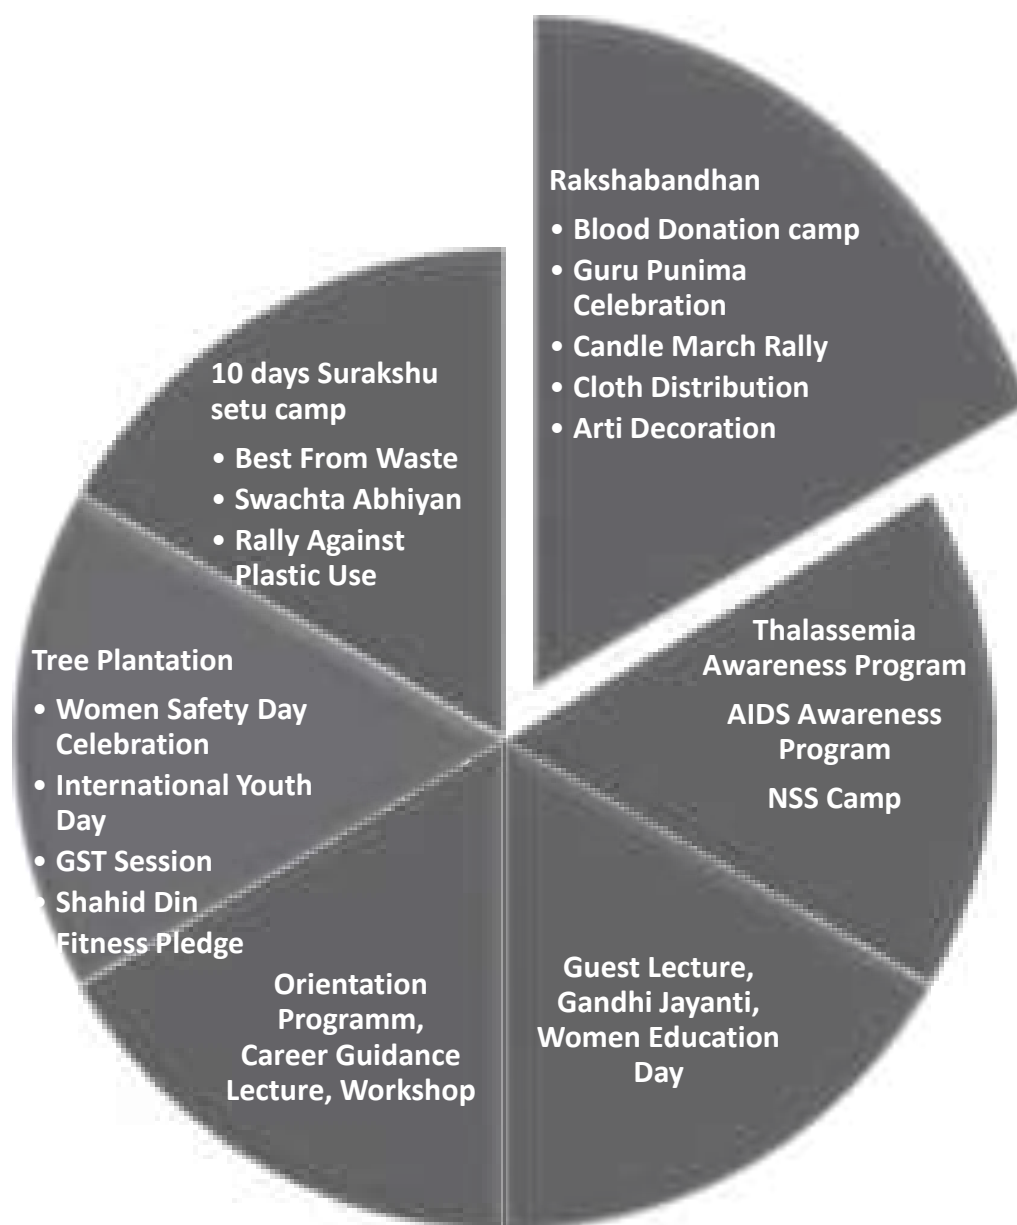 Rakshabandhan
• Blood Donation camp
• Guru Punima
Celebration
• Candle March Rally
• Cloth Distribution
• Arti Decoration
Thalassemia
Awareness Program
AIDS Awareness
Program
NSS Camp
Guest Lecture,
Gandhi Jayanti,
Women Education
Day
Orientation
Programm,
Career Guidance
Lecture, Workshop
Tree Plantation
• Women Safety Day
Celebration
• International Youth
Day
• GST Session
• Shahid Din
Fitness Pledge
10 days Surakshu
setu camp
• Best From Waste
• Swachta Abhiyan
• Rally Against
Plastic Use